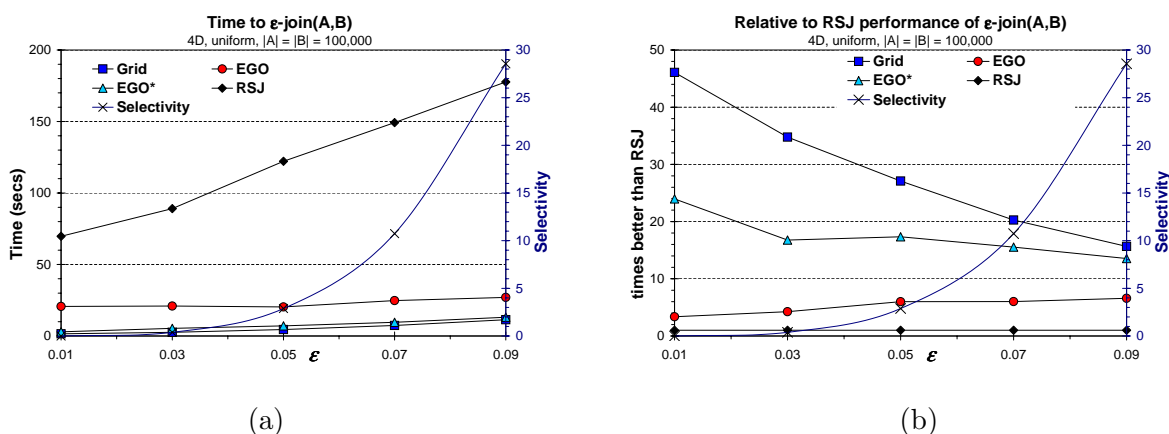 Time to ε-join(A,B)
4D, uniform, |A| = |B| = 100,000
Grid
EGO
EGO*
RSJ
Selectivity
Time (secs)
200
150
100
50
0
30
25
20
15
10
5
0
Selectivity
0.01
0.03
0.05
ε
0.07
0.09
(a)
Relative to RSJ performance of ε-join(A,B)
4D, uniform, |A| = |B| = 100,000
Grid
EGO
EGO*
RSJ
Selectivity
times better than RSJ
50
40
30
20
10
0
30
25
20
15
10
5
0
Selectivity
0.01
0.03
0.05
ε
0.07
0.09
(b)